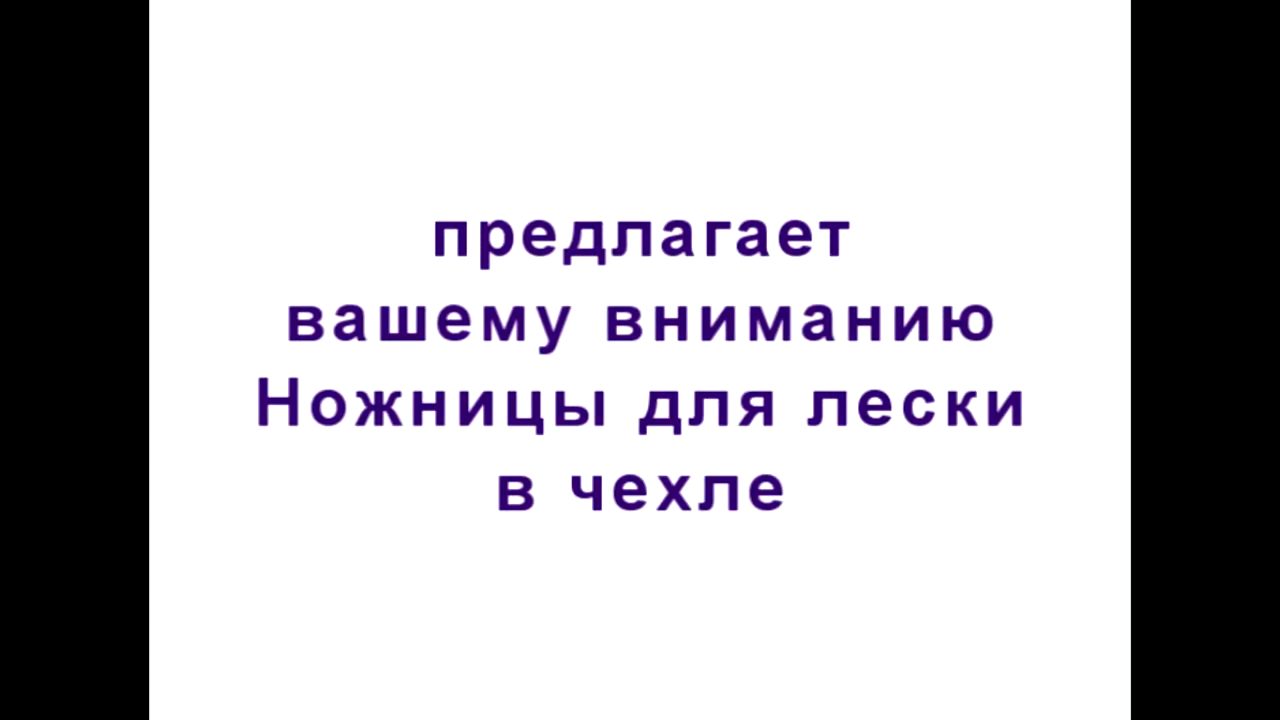 предлагает
вашему вниманию
Ножницы для лески
в чехле